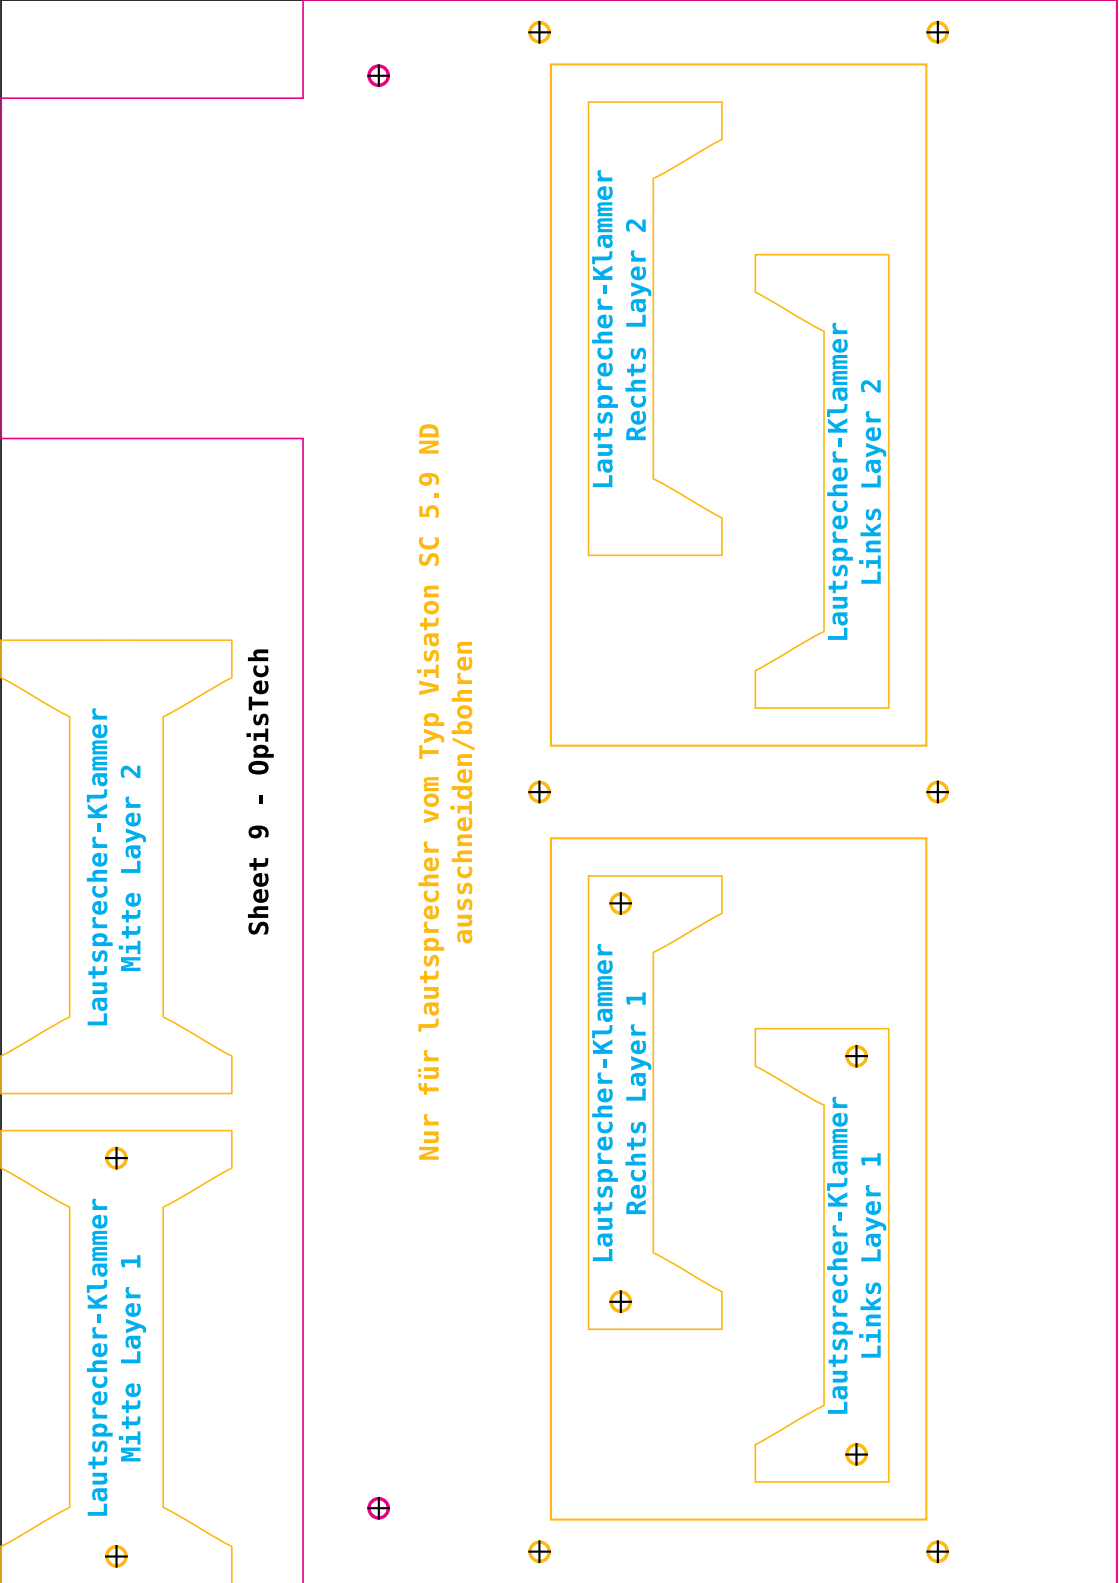 Lautsprecher-Klammer
Mitte Layer 2
Lautsprecher-Klammer
Mitte Layer 1
Sheet 9 - OpisTech
Nur für lautsprecher vom Typ Visaton SC 5.9 ND
ausschneiden/bohren
Lautsprecher-Klammer
Rechts Layer 2
Lautsprecher-Klammer
Links Layer 2
Lautsprecher-Klammer
Rechts Layer 1
Lautsprecher-Klammer
Links Layer 1